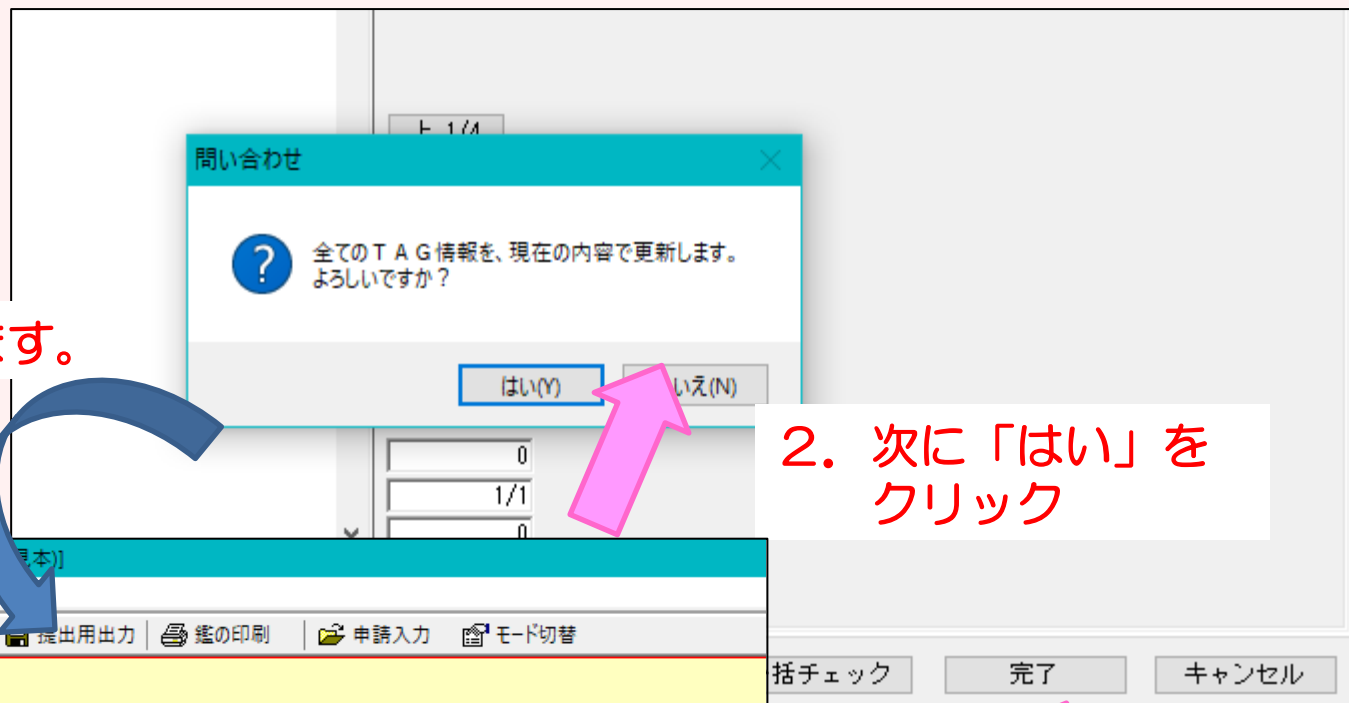 上 1/4
問い合わせ
全てのＴＡＧ情報を、現在の内容で更新します。
よろしいですか？
ます。
はい(Y)
いえ(N)
２．次に「はい」を
クリック
0
1/1
0
見本)]
提出用出力 鑑の印刷 申請入力 モード切替
括チェック 完了 キャンセル